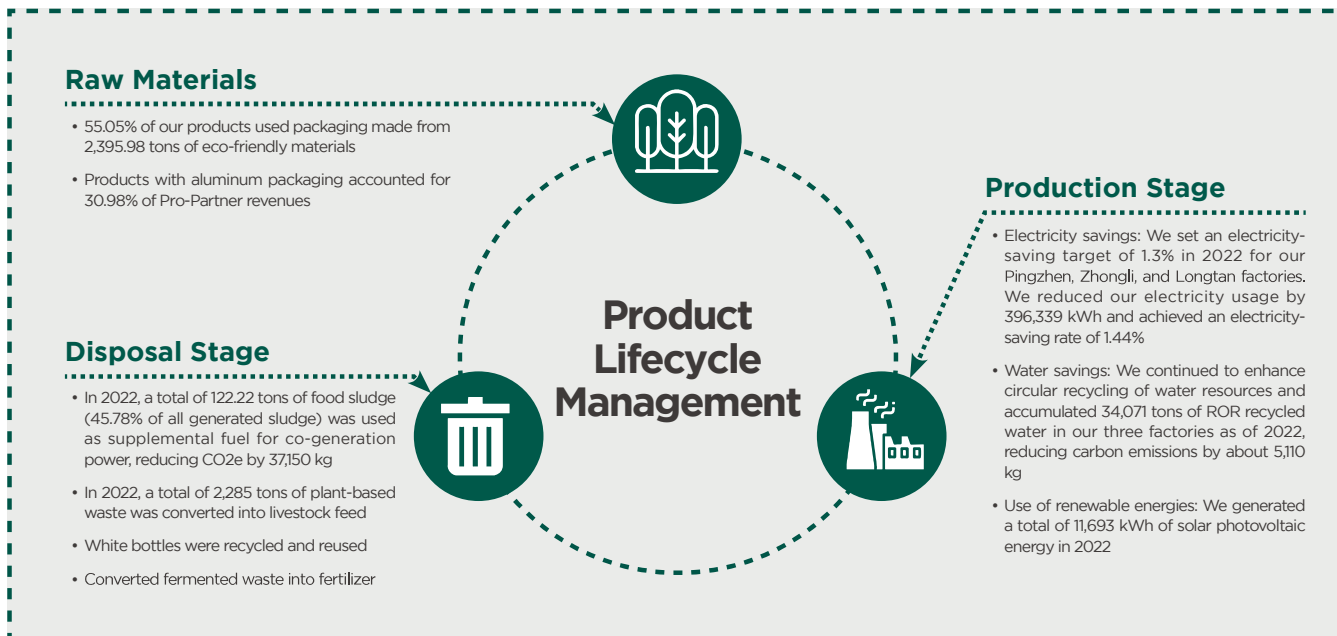 Raw Materials
• 55.05% of our products used packaging made from
2,395.98 tons of eco-friendly materials
• Products with aluminum packaging accounted for
30.98% of Pro-Partner revenues
Product
Lifecycle
Management
Production Stage
• Electricity savings: We set an electricity-
saving target of 1.3% in 2022 for our
Pingzhen, Zhongli, and Longtan factories.
We reduced our electricity usage by
396,339 kWh and achieved an electricity-
saving rate of 1.44%
• Water savings: We continued to enhance
circular recycling of water resources and
accumulated 34,071 tons of ROR recycled
water in our three factories as of 2022,
reducing carbon emissions by about 5,110
kg
• Use of renewable energies: We generated
a total of 11,693 kWh of solar photovoltaic
energy in 2022
Disposal Stage
• In 2022, a total of 122.22 tons of food sludge
(45.78% of all generated sludge) was used
as supplemental fuel for co-generation
power, reducing CO2e by 37,150 kg
• In 2022, a total of 2,285 tons of plant-based
waste was converted into livestock feed
• White bottles were recycled and reused
• Converted fermented waste into fertilizer